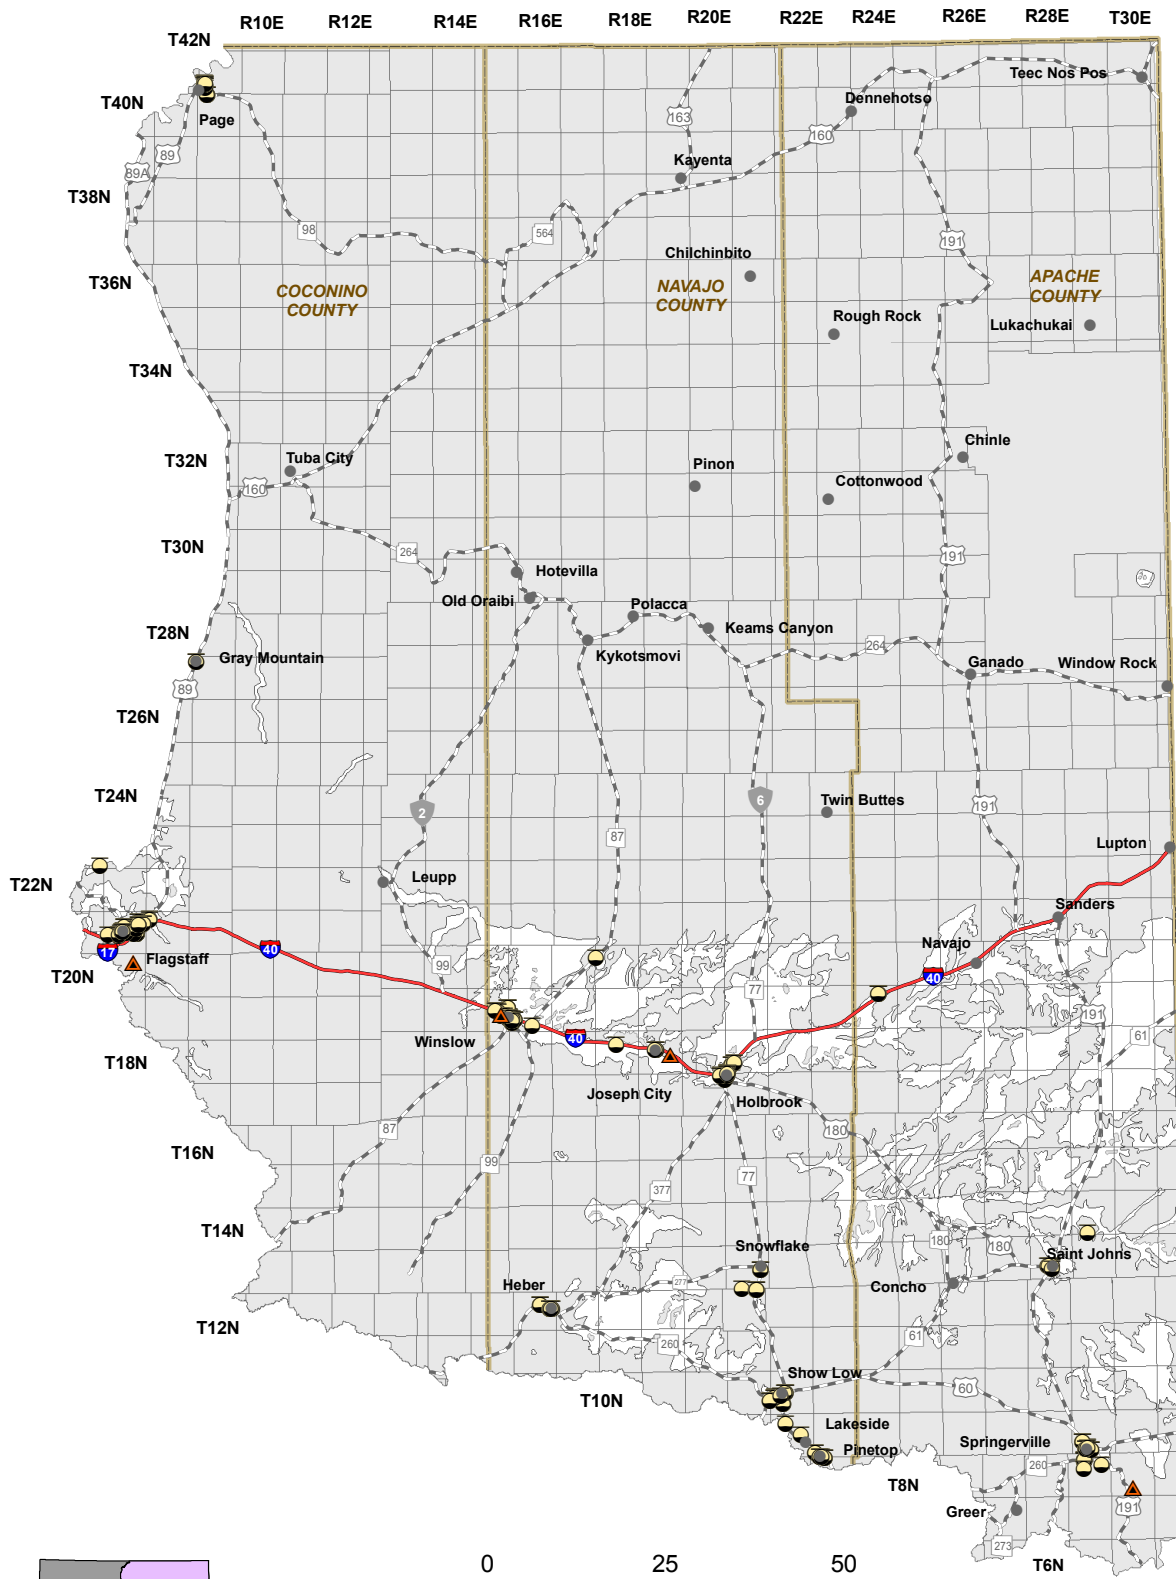 R10E R12E R14E R16E R18E R20E R22E R24E R26E R28E T30E
T42N
Teec Nos Pos
T40N
Dennehotso
Page
163
160
89
Kayenta
89A
T38N
98
564
191
Chilchinbito
T36N
COCONINO
COUNTY
NAVAJO
COUNTY
APACHE
COUNTY
Rough Rock
Lukachukai
T34N
Chinle
T32N
Tuba City
Pinon
160
Cottonwood
T30N
264
191
Hotevilla
Old Oraibi
Polacca
T28N
Keams Canyon
Gray Mountain
Kykotsmovi
264
Ganado
Window Rock
89
T26N
T24N
2
6
Twin Buttes
191
87
Lupton
T22N
Leupp
Sanders
17
40
Navajo
Flagstaff
T20N
99
77
40
191
Winslow
40
61
T18N
Joseph City
Holbrook
87
180
T16N
99
377
77
T14N
180
180
Snowflake
Saint Johns
Heber
277
Concho
T12N
61
260
Show Low
T10N
60
Lakeside
Springerville
Pinetop
260
T8N
191
Greer
273
T6N
0 25 50